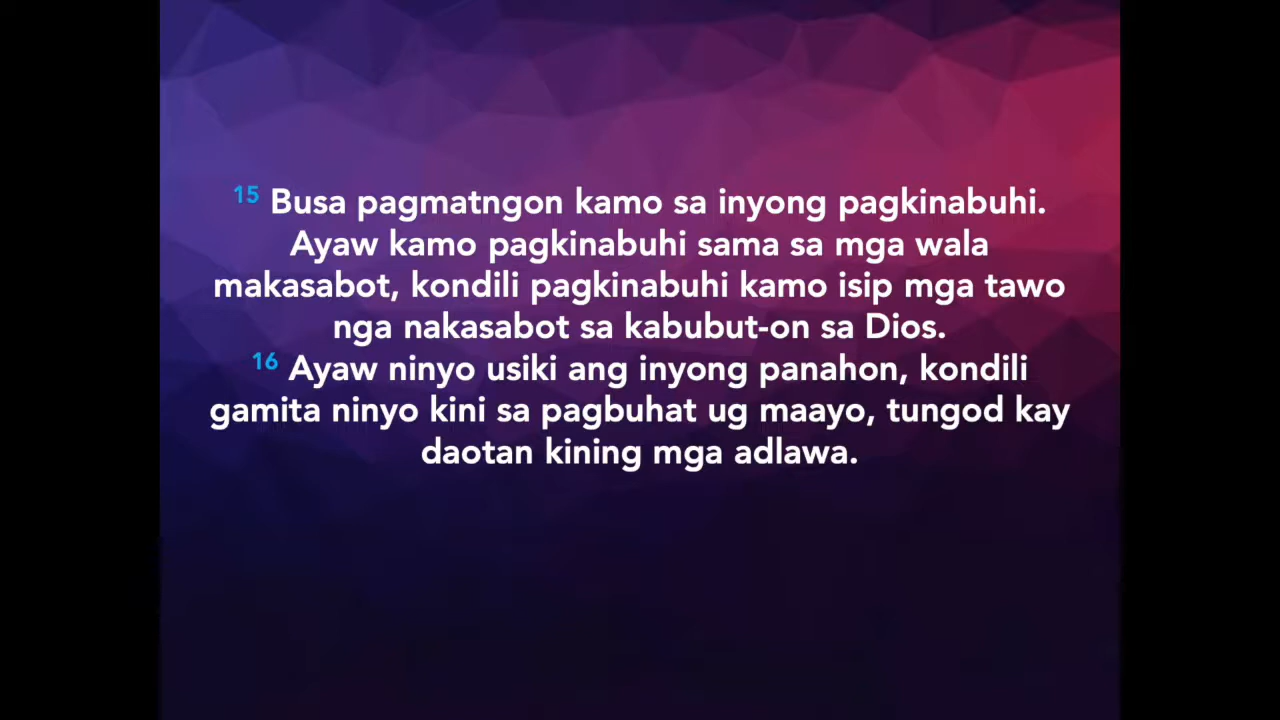 15 Busa pagmatngon kamo sa inyong pagkinabuhi.
Ayaw kamo pagkinabuhi sama sa mga wala
makasabot, kondili pagkinabuhi kamo isip mga tawo
nga nakasabot sa kabubut-on sa Dios.
16 Ayaw ninyo usiki ang inyong panahon, kondili
gamita ninyo kini sa pagbuhat ug maayo, tungod kay
daotan kining mga adlawa.